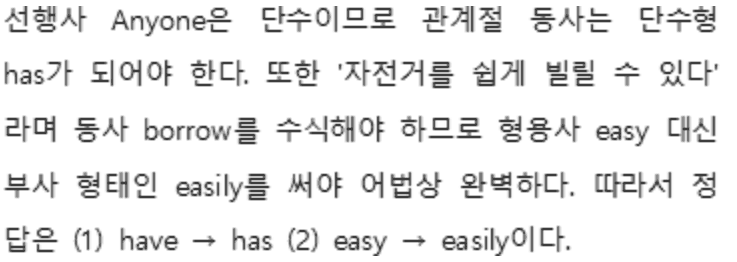 선행사 Anyone은 단수이므로 관계절 동사는 단수형
has가 되어야 한다. 또한 '자전거를 쉽게 빌릴 수 있다'
라며 동사 borrow를 수식해야 하므로 형용사 easy 대신
부사 형태인 easily를 써야 어법상 완벽하다. 따라서 정
답은 (1) have → has (2) easy → easily이다.